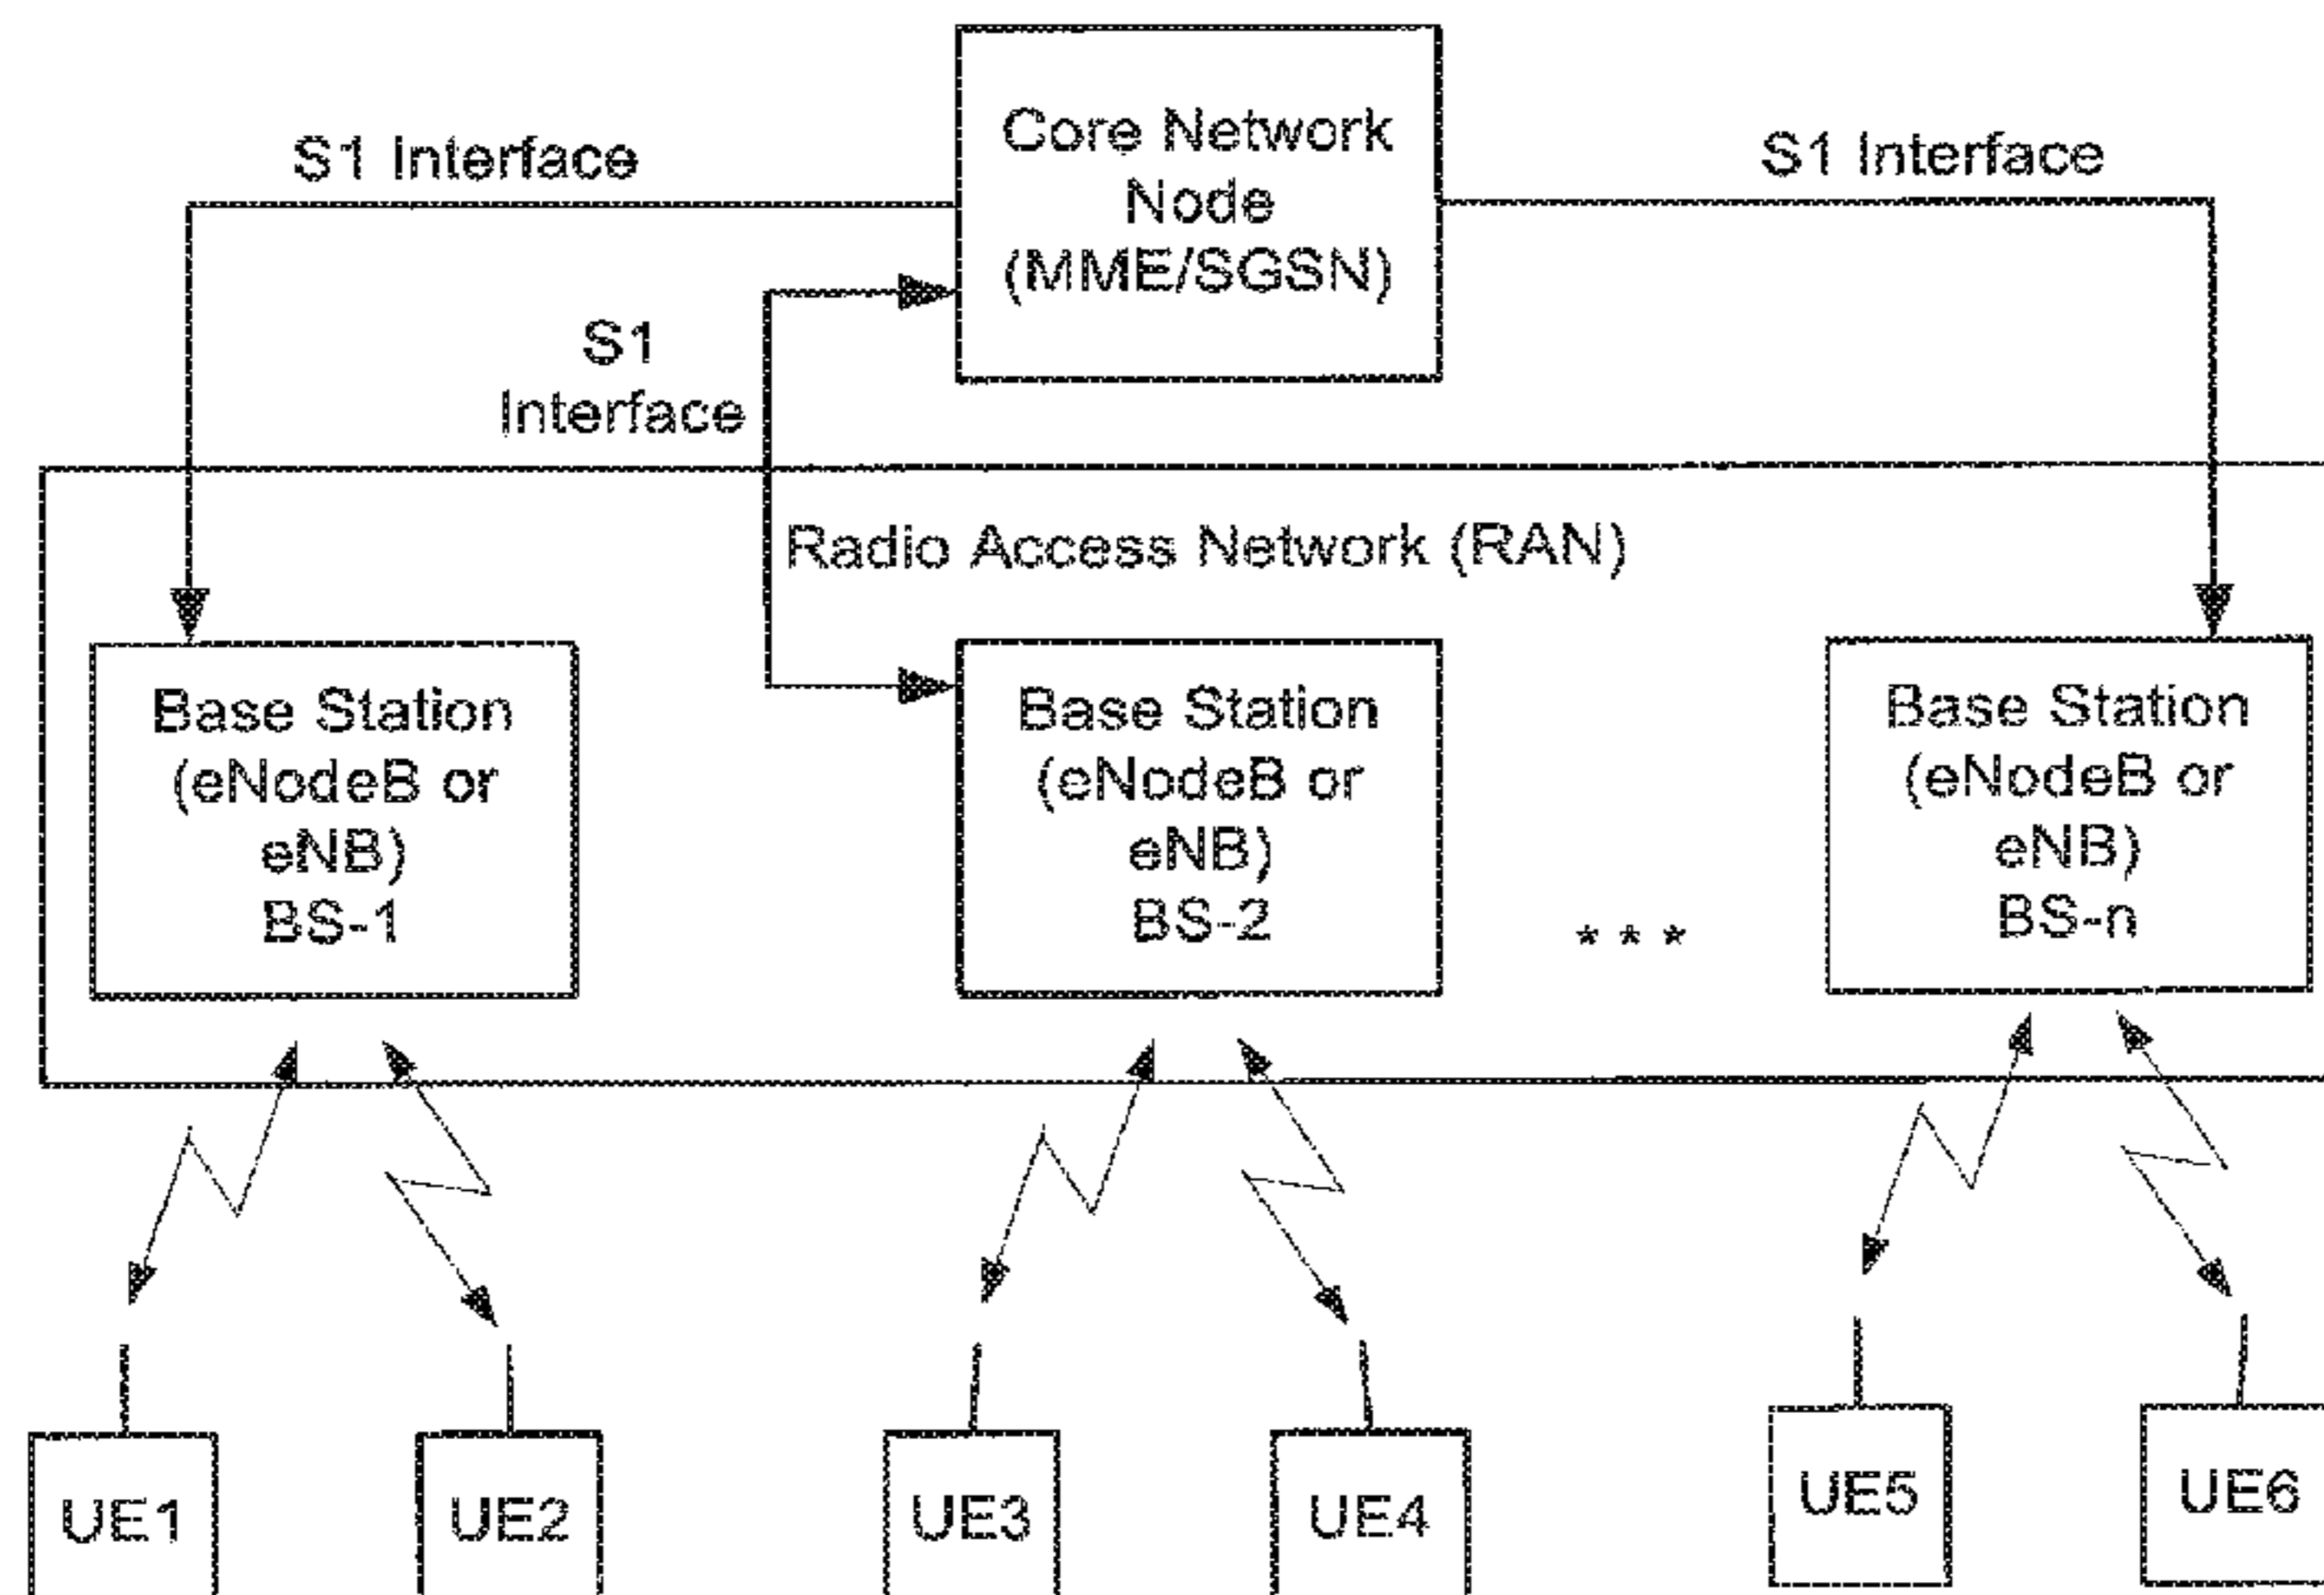 Core Network
Node
(MME/SGSN)
S1 Interface
S1 Interface
S1
Interface
Radio Access Network (RAN)
Base Station
(eNodeB or
eNB)
BS-1
Base Station
(eNodeB or
eNB)
BS-2
* * *
Base Station
(eNodeB or
eNB)
BS-n
UE1
UE2
UE3
UE4
UE5
UE6